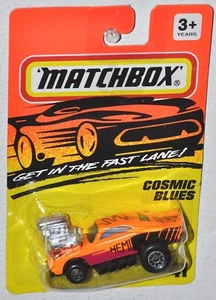 3+
YEARS
MATCHBOX
GET IN THE FAST LANE!
COSMIC
BLUES
HEMI